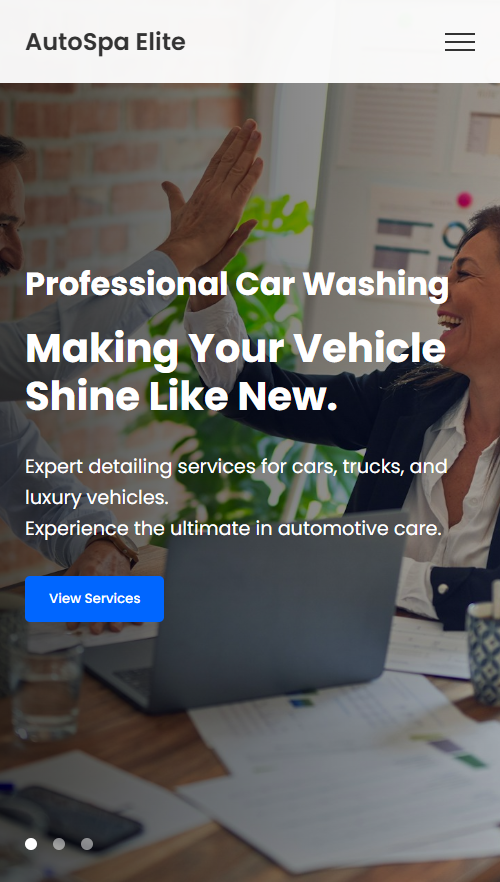 AutoSpa Elite
Professional Car Washing
Making Your Vehicle
Shine Like New.
Expert detailing services for cars, trucks, and
luxury vehicles.
Experience the ultimate in automotive care.
View Services